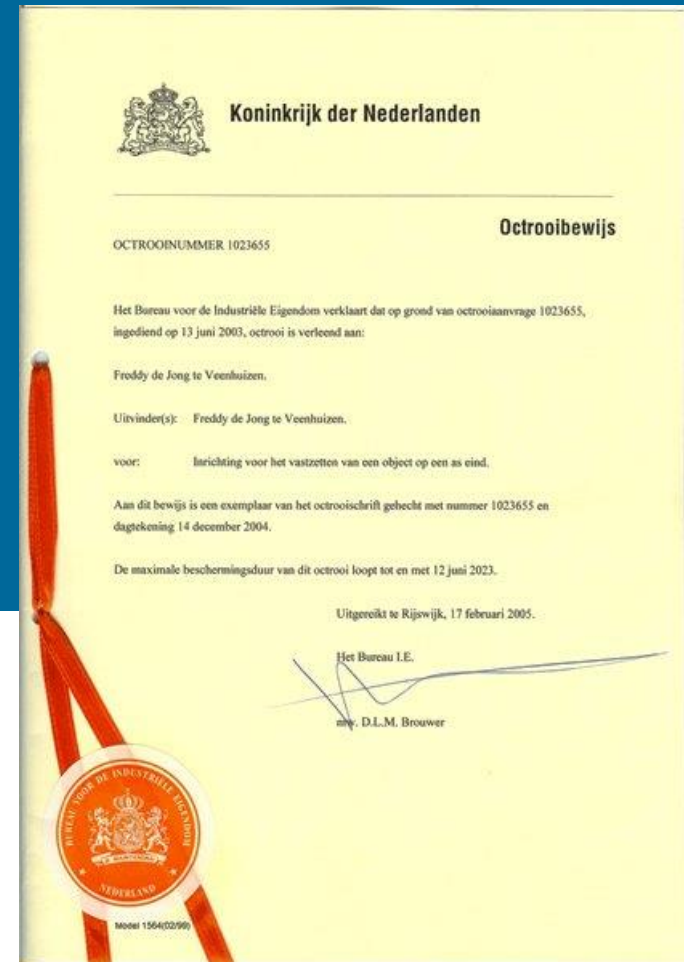 Koninkrijk der Nederlanden
Octrooibewijs
OCTROOINUMMER 1023655
Het Bureau voor de Industriële Eigendom verklaart dat op grond van octrooiaanvrage 1023655,
ingediend op 13 juni 2003, octrooi is verleend aan:
Freddy de Jong te Veenhuizen.
Uitvinder(s): Freddy de Jong te Veenhuizen.
voor: Inrichting voor het vastzetten van een object op een as eind.
Aan dit bewijs is een exemplaar van het octrooischrift gehecht met nummer 1023655 en
dagtekening 14 december 2004.
De maximale beschermingsduur van dit octrooi loopt tot en met 12 juni 2023.
Uitgereikt te Rijswijk, 17 februari 2005.
Het Bureau I.E.
mw. D.L.M. Brouwer
BUREAU VOOR DE INDUSTRIËLE EIGENDOM
NEDERLAND
Model 1564(02/99)